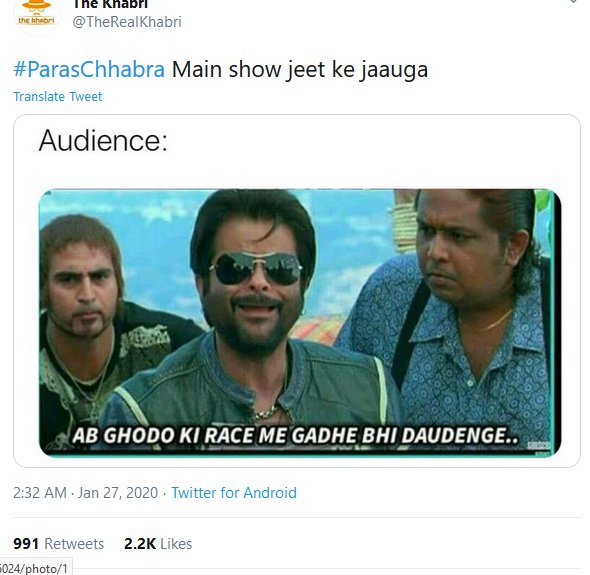 The Khabri
the khabri
@TheRealKhabri
#ParasChhabra Main show jeet ke jaauga
Translate Tweet
Audience:
AB GHODO KI RACE ME GADHE BHI DAUDENGE..
2:32 AM · Jan 27, 2020 · Twitter for Android
991 Retweets 2.2K Likes
5024/photo/1